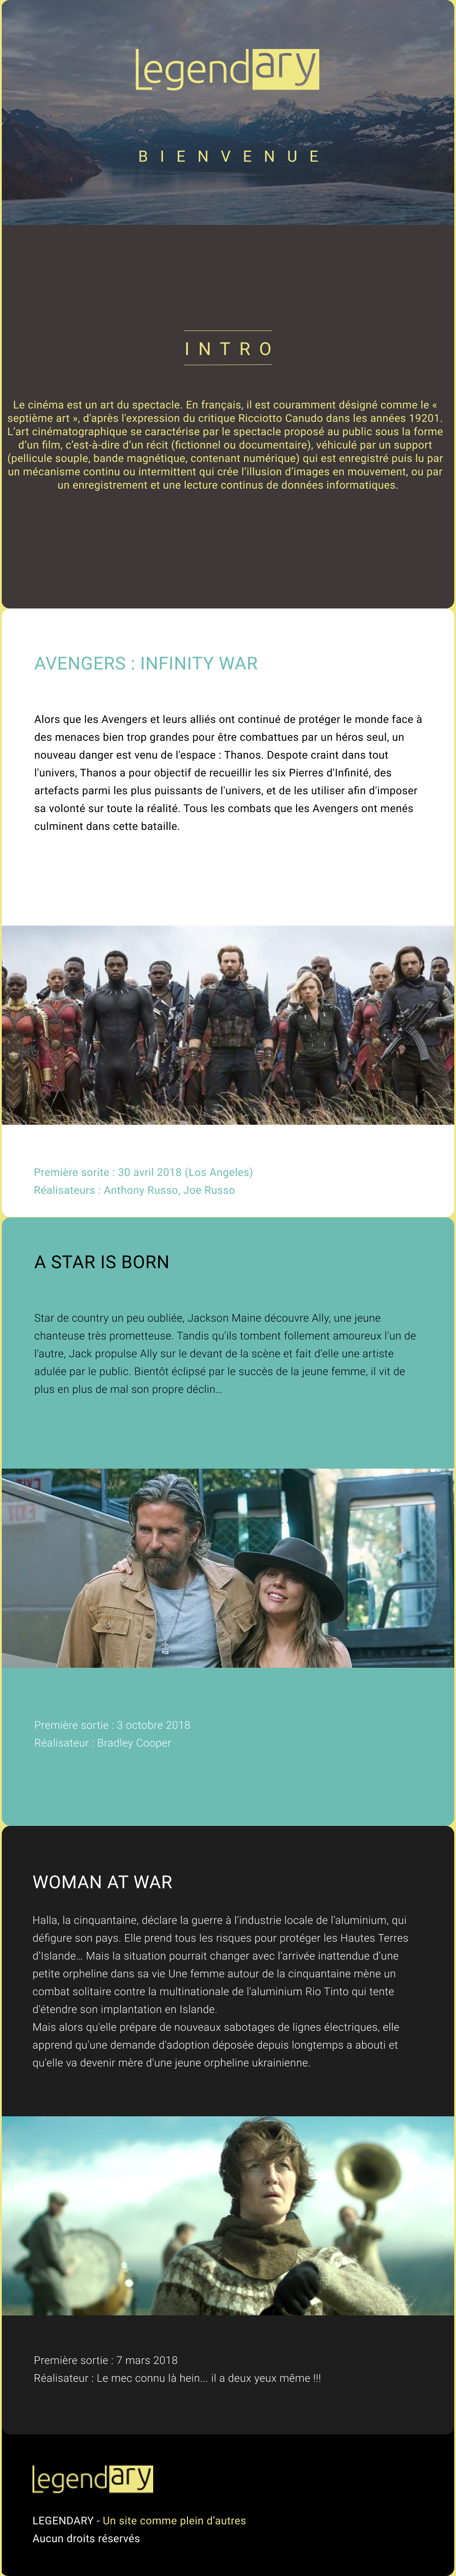 legendary
BIENVENUE
INTRO
Le cinéma est un art du spectacle. En français, il est couramment désigné comme le «
septième art », d'après l'expression du critique Ricciotto Canudo dans les années 19201.
L’art cinématographique se caractérise par le spectacle proposé au public sous la forme
d’un film, c’est-à-dire d’un récit (fictionnel ou documentaire), véhiculé par un support
(pellicule souple, bande magnétique, contenant numérique) qui est enregistré puis lu par
un mécanisme continu ou intermittent qui crée l’illusion d’images en mouvement, ou par
un enregistrement et une lecture continus de données informatiques.
AVENGERS : INFINITY WAR
Alors que les Avengers et leurs alliés ont continué de protéger le monde face à
des menaces bien trop grandes pour être combattues par un héros seul, un
nouveau danger est venu de l'espace : Thanos. Despote craint dans tout
l'univers, Thanos a pour objectif de recueillir les six Pierres d'Infinité, des
artefacts parmi les plus puissants de l'univers, et de les utiliser afin d'imposer
sa volonté sur toute la réalité. Tous les combats que les Avengers ont menés
culminent dans cette bataille.
Première sorite : 30 avril 2018 (Los Angeles)
Réalisateurs : Anthony Russo, Joe Russo
A STAR IS BORN
Star de country un peu oubliée, Jackson Maine découvre Ally, une jeune
chanteuse très prometteuse. Tandis qu'ils tombent follement amoureux l'un de
l'autre, Jack propulse Ally sur le devant de la scène et fait d'elle une artiste
adulée par le public. Bientôt éclipsé par le succès de la jeune femme, il vit de
plus en plus de mal son propre déclin…
EXIT
Première sortie : 3 octobre 2018
Réalisateur : Bradley Cooper
WOMAN AT WAR
Halla, la cinquantaine, déclare la guerre à l’industrie locale de l’aluminium, qui
défigure son pays. Elle prend tous les risques pour protéger les Hautes Terres
d’Islande… Mais la situation pourrait changer avec l’arrivée inattendue d’une
petite orpheline dans sa vie Une femme autour de la cinquantaine mène un
combat solitaire contre la multinationale de l'aluminium Rio Tinto qui tente
d'étendre son implantation en Islande.
Mais alors qu'elle prépare de nouveaux sabotages de lignes électriques, elle
apprend qu'une demande d'adoption déposée depuis longtemps a abouti et
qu'elle va devenir mère d'une jeune orpheline ukrainienne.
Première sortie : 7 mars 2018
Réalisateur : Le mec connu là hein... il a deux yeux même !!!
legendary
LEGENDARY - Un site comme plein d’autres
Aucun droits réservés